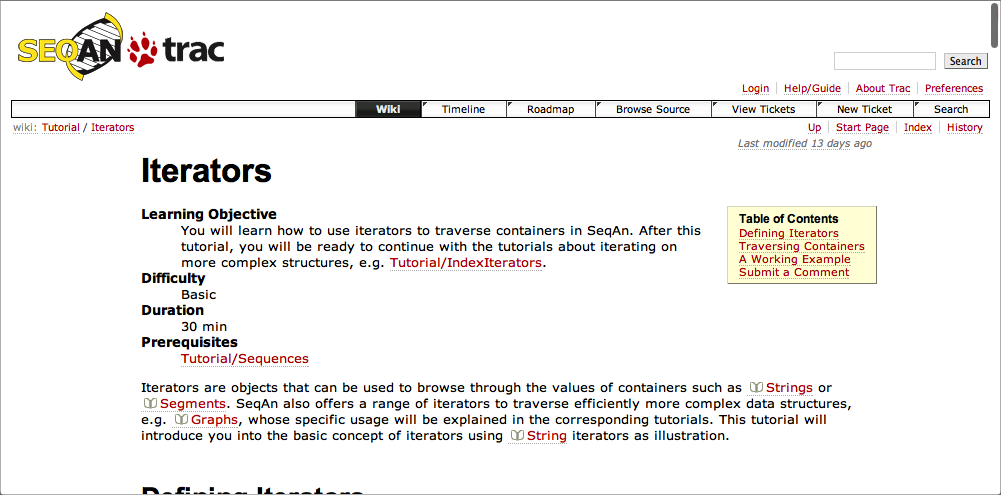 SEQAN trac
Search
Login Help/Guide About Trac Preferences
Wiki Timeline Roadmap Browse Source View Tickets New Ticket Search
wiki: Tutorial / Iterators
Up Start Page Index History
Last modified 13 days ago
Iterators
Learning Objective
You will learn how to use iterators to traverse containers in SeqAn. After this
tutorial, you will be ready to continue with the tutorials about iterating on
more complex structures, e.g. Tutorial/IndexIterators.
Difficulty
Basic
Duration
30 min
Prerequisites
Tutorial/Sequences
Table of Contents
Defining Iterators
Traversing Containers
A Working Example
Submit a Comment
Iterators are objects that can be used to browse through the values of containers such as Strings or
Segments. SeqAn also offers a range of iterators to traverse efficiently more complex data structures,
e.g. Graphs, whose specific usage will be explained in the corresponding tutorials. This tutorial will
introduce you into the basic concept of iterators using String iterators as illustration.
Defining Iterators